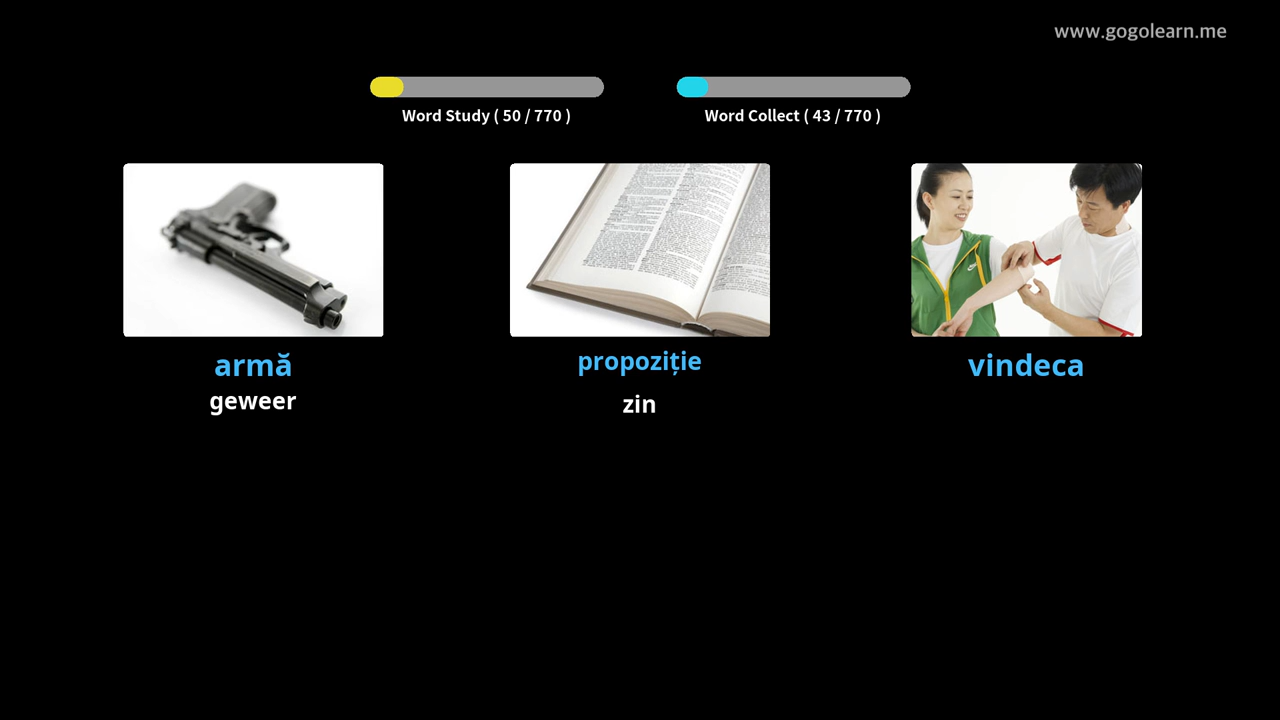 www.gogolearn.me
Word Study ( 50 / 770 )
Word Collect ( 43 / 770 )
armă
geweer
propoziție
zin
vindeca